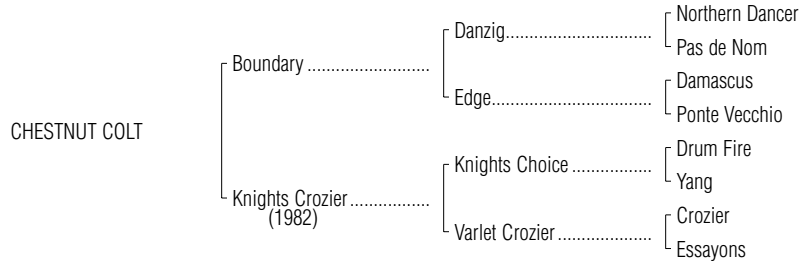 Northern Dancer
Danzig
Pas de Nom
Boundary
Damascus
Edge
Ponte Vecchio
CHESTNUT COLT
Drum Fire
Knights Choice
Yang
Knights Crozier
(1982)
Crozier
Varlet Crozier
Essayons